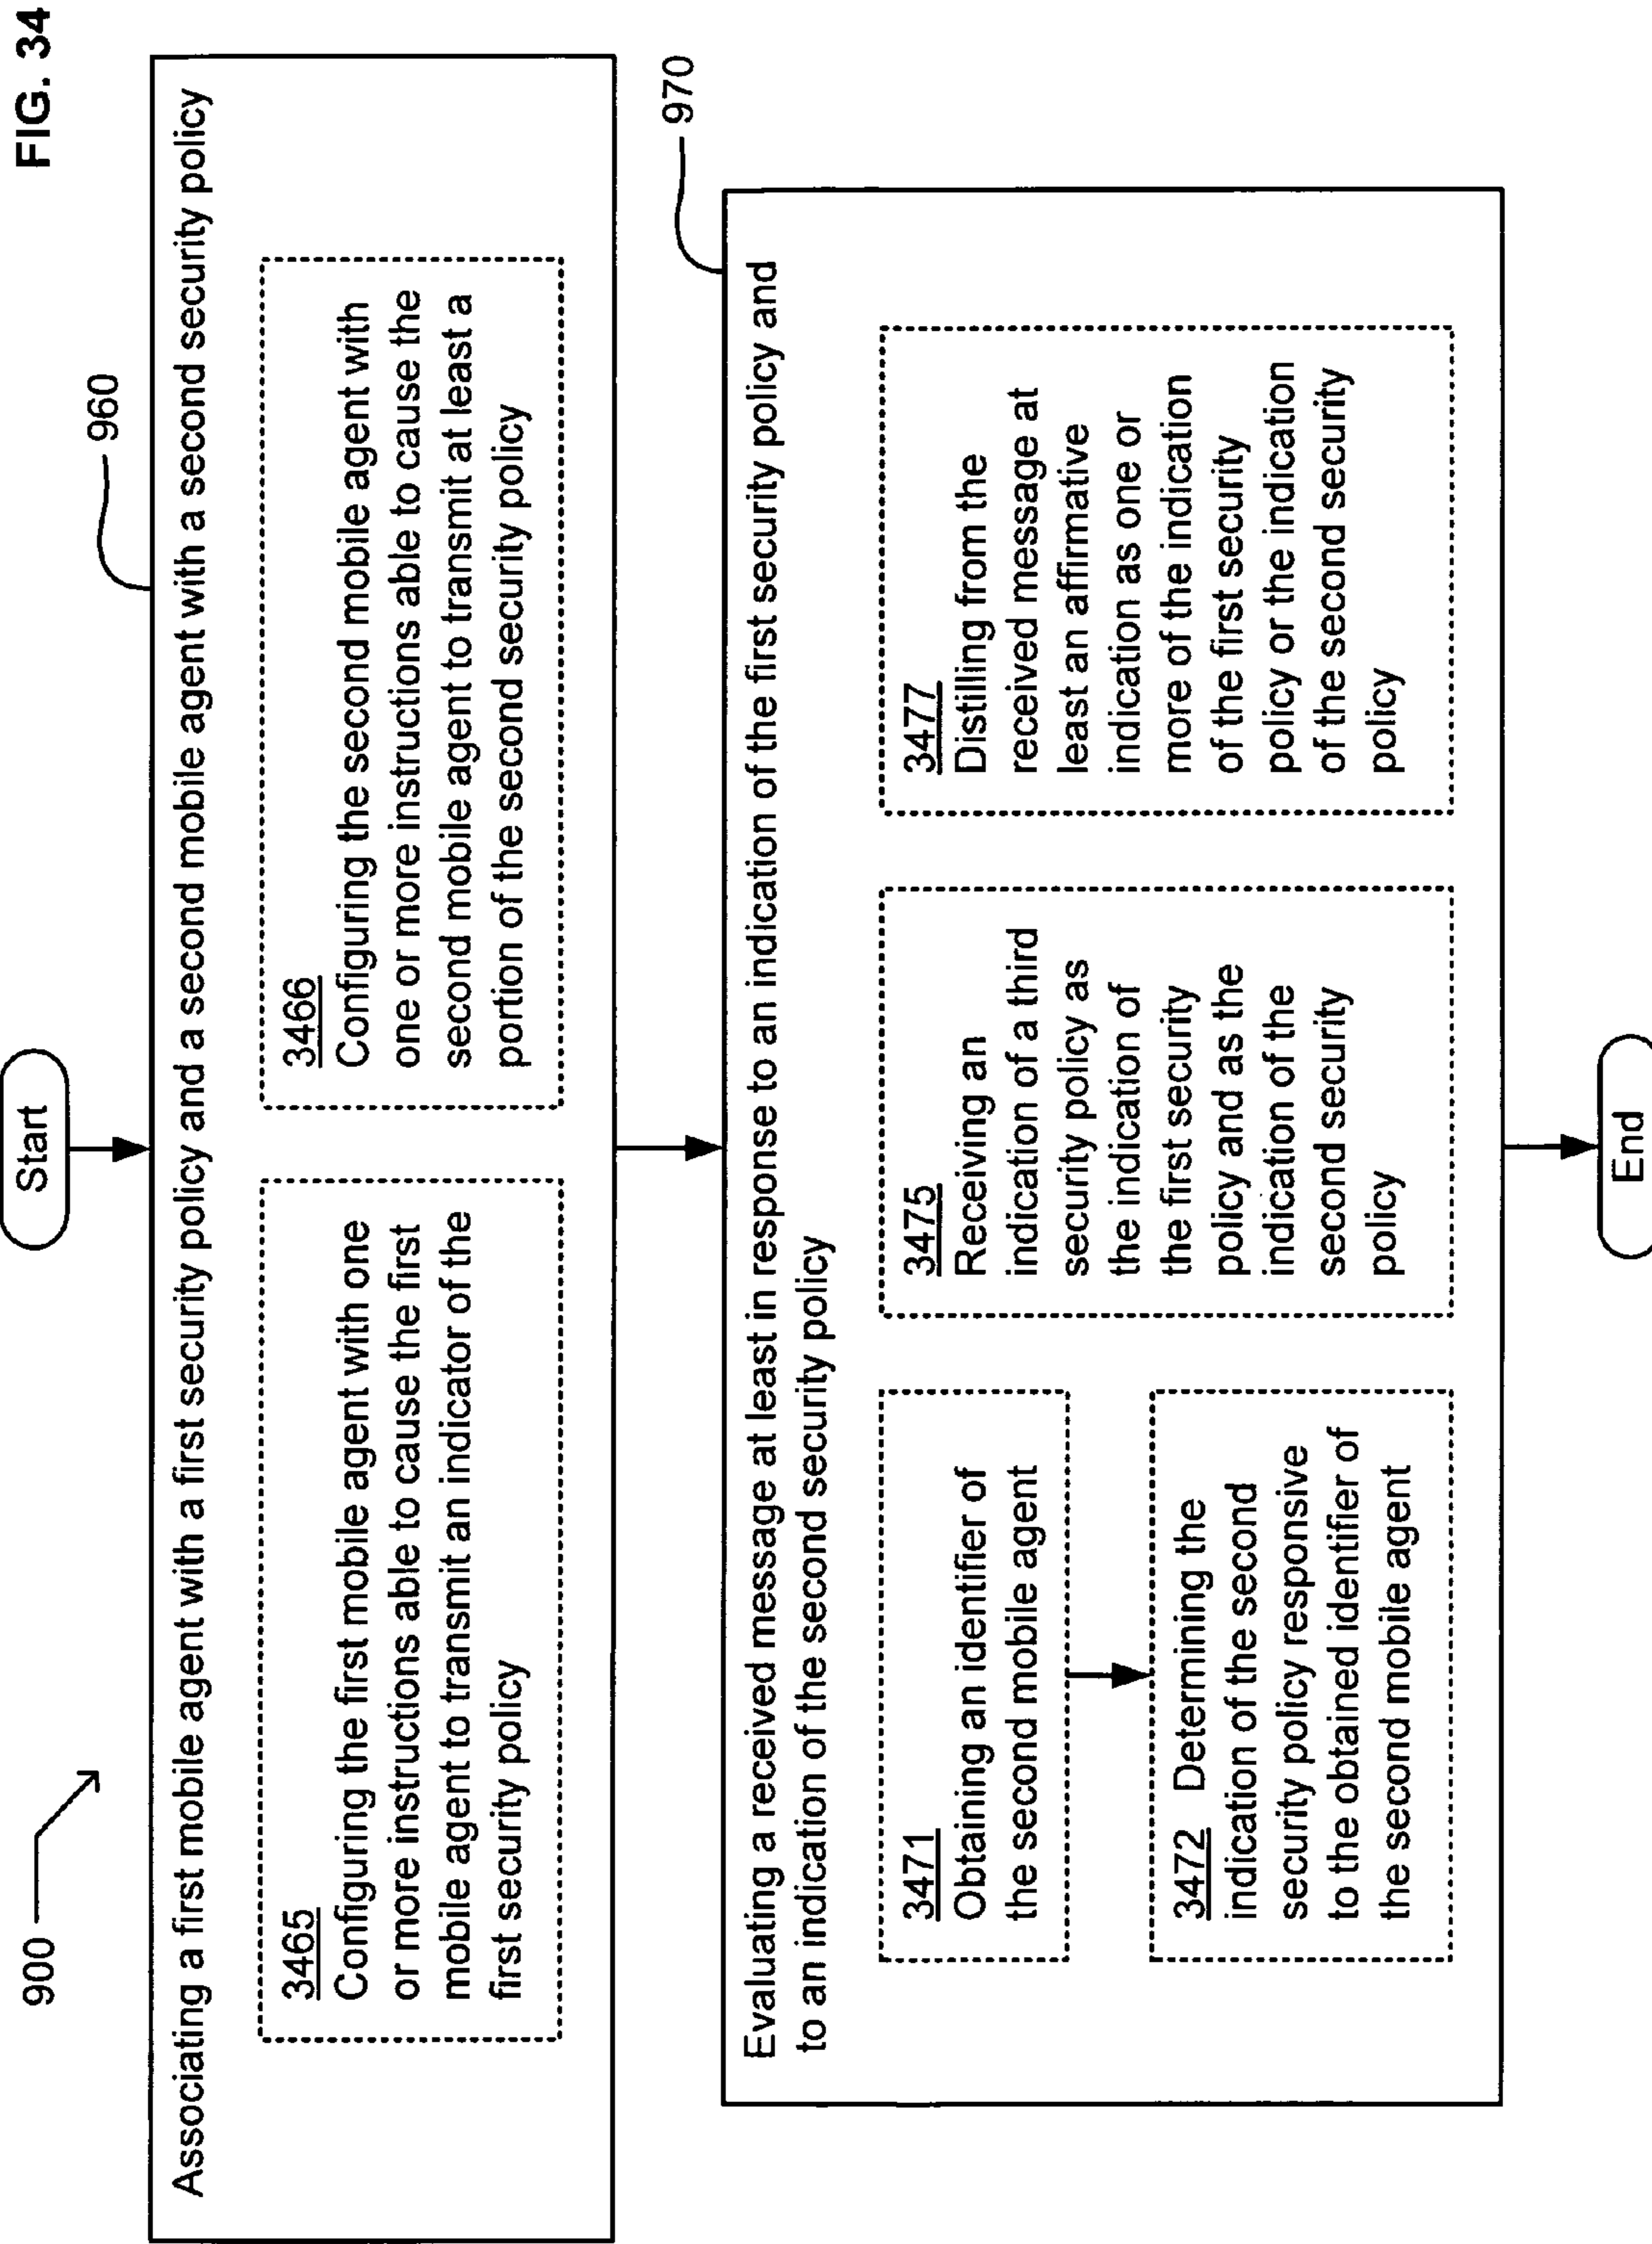 FIG. 34
900
Start
960
Associating a first mobile agent with a first security policy and a second mobile agent with a second security policy
3465
Configuring the first mobile agent with one
or more instructions able to cause the first
mobile agent to transmit an indicator of the
first security policy
3466
Configuring the second mobile agent with
one or more instructions able to cause the
second mobile agent to transmit at least a
portion of the second security policy
970
Evaluating a received message at least in response to an indication of the first security policy and
to an indication of the second security policy
3471
Obtaining an identifier of
the second mobile agent
3472 Determining the
indication of the second
security policy responsive
to the obtained identifier of
the second mobile agent
3475
Receiving an
indication of a third
security policy as
the indication of
the first security
policy and as the
indication of the
second security
policy
3477
Distilling from the
received message at
least an affirmative
indication as one or
more of the indication
of the first security
policy or the indication
of the second security
policy
End